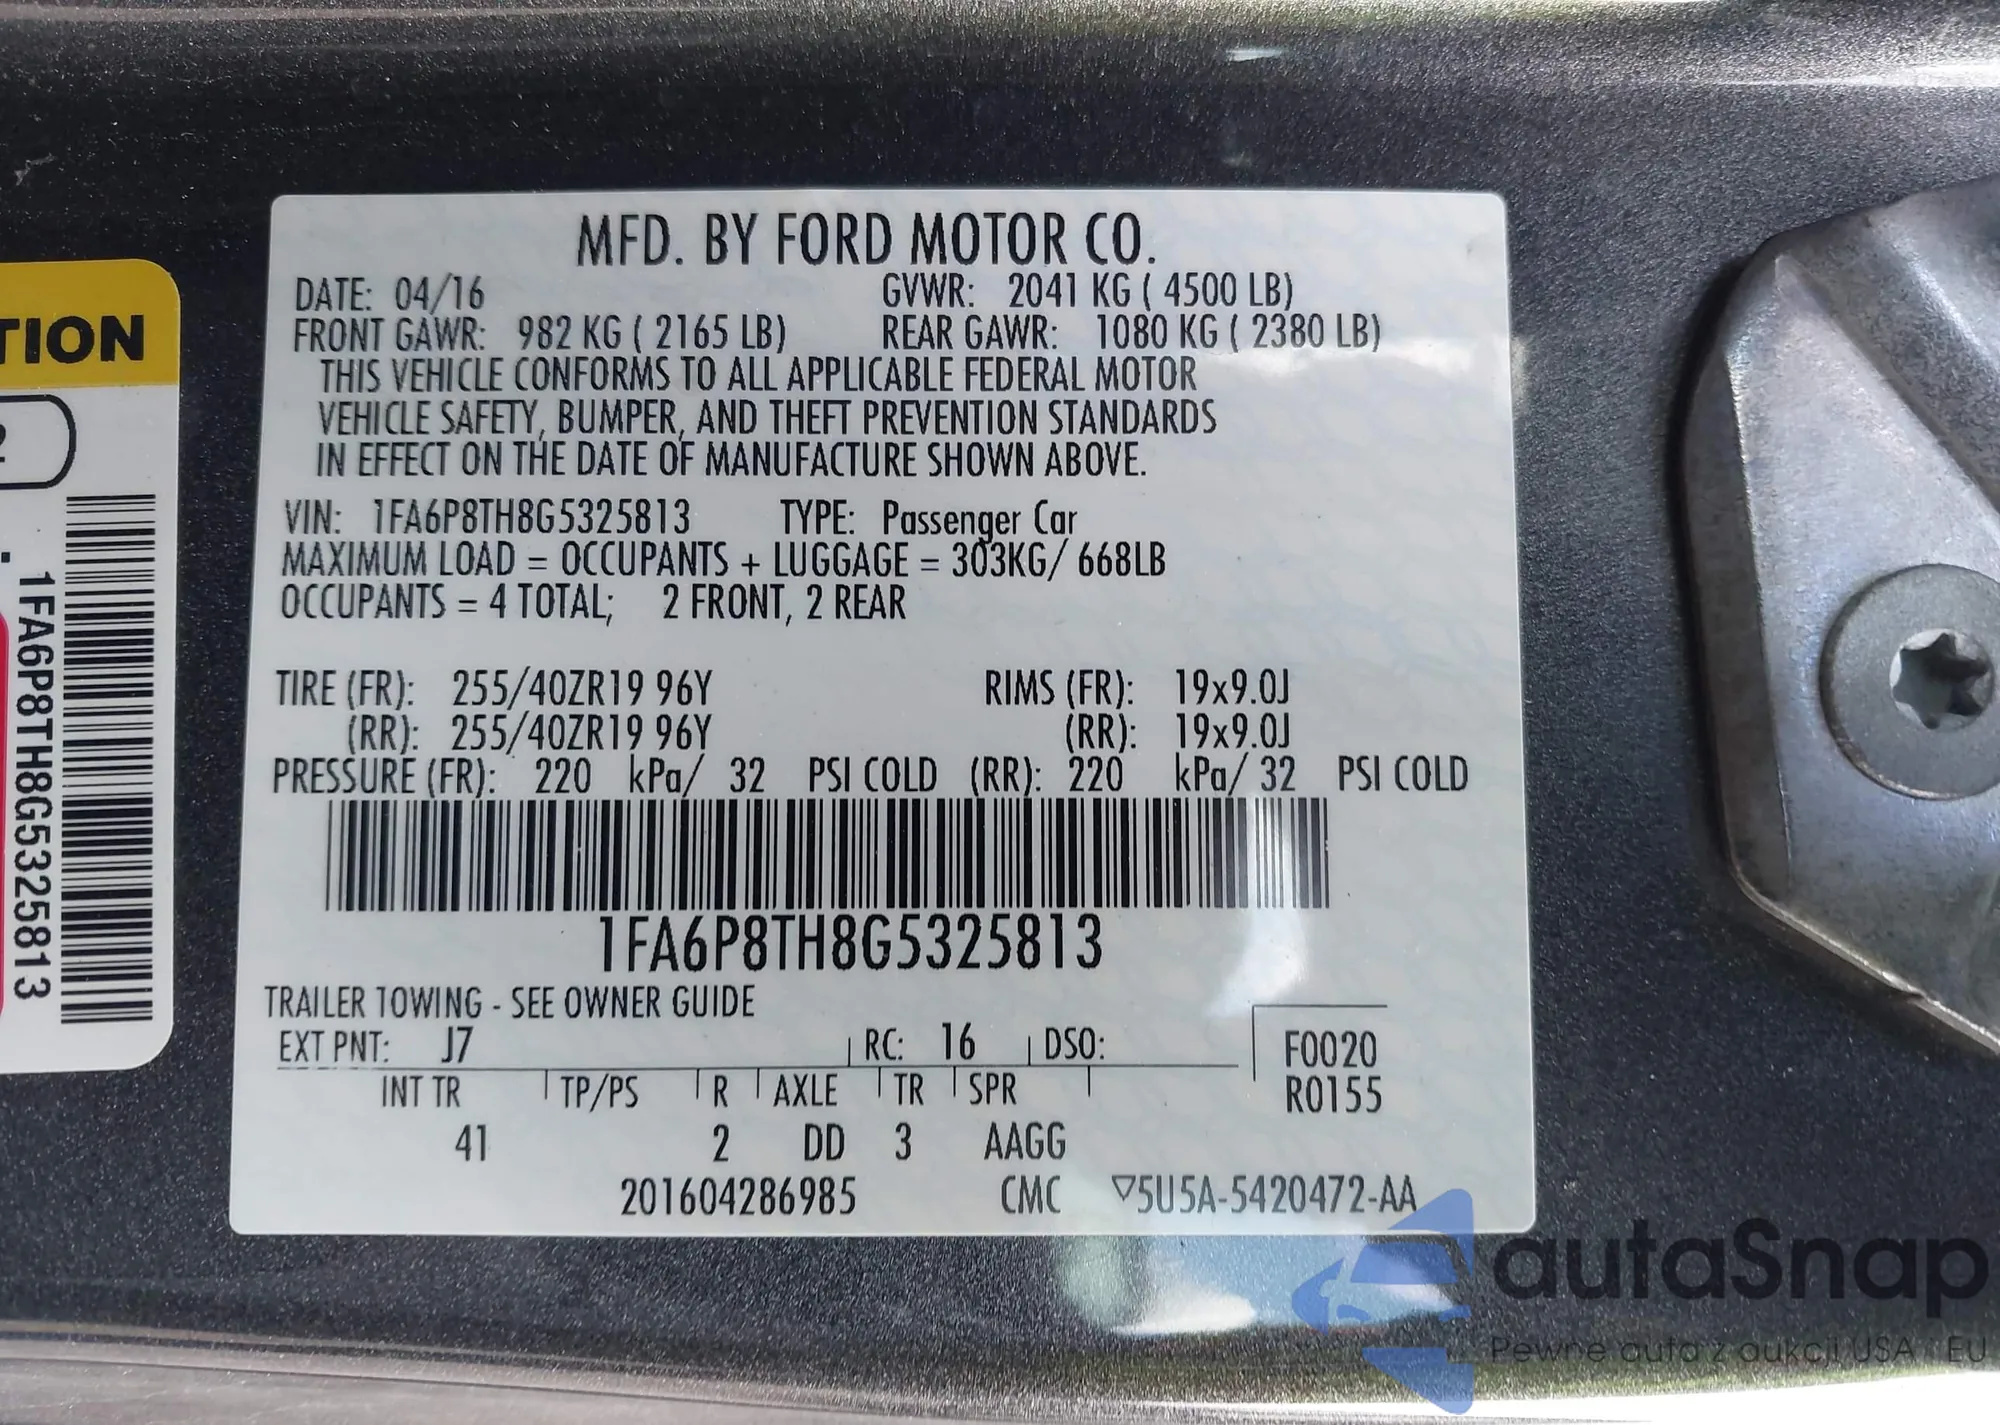 MFD. BY FORD MOTOR CO.
DATE: 04/16 GVWR: 2041 KG ( 4500 LB)
FRONT GAWR: 982 KG ( 2165 LB) REAR GAWR: 1080 KG ( 2380 LB)
THIS VEHICLE CONFORMS TO ALL APPLICABLE FEDERAL MOTOR
VEHICLE SAFETY, BUMPER, AND THEFT PREVENTION STANDARDS
IN EFFECT ON THE DATE OF MANUFACTURE SHOWN ABOVE.
VIN: 1FA6P8TH8G5325813 TYPE: Passenger Car
MAXIMUM LOAD = OCCUPANTS + LUGGAGE = 303KG/ 668LB
OCCUPANTS = 4 TOTAL; 2 FRONT, 2 REAR
TIRE (FR): 255/40ZR19 96Y RIMS (FR): 19x9.0J
(RR): 255/40ZR19 96Y (RR): 19x9.0J
PRESSURE (FR): 220 kPa/ 32 PSI COLD (RR): 220 kPa/ 32 PSI COLD
1FA6P8TH8G5325813
TRAILER TOWING - SEE OWNER GUIDE
EXT PNT: J7 RC: 16 DSO: F0020
INT TR TP/PS R AXLE TR SPR R0155
41 2 DD 3 AAGG
201604286985 CMC ▽5U5A-5420472-AA
TION
2
1FA6P8TH8G5325813
autaSnap
Pewne auta z aukcji USA i EU